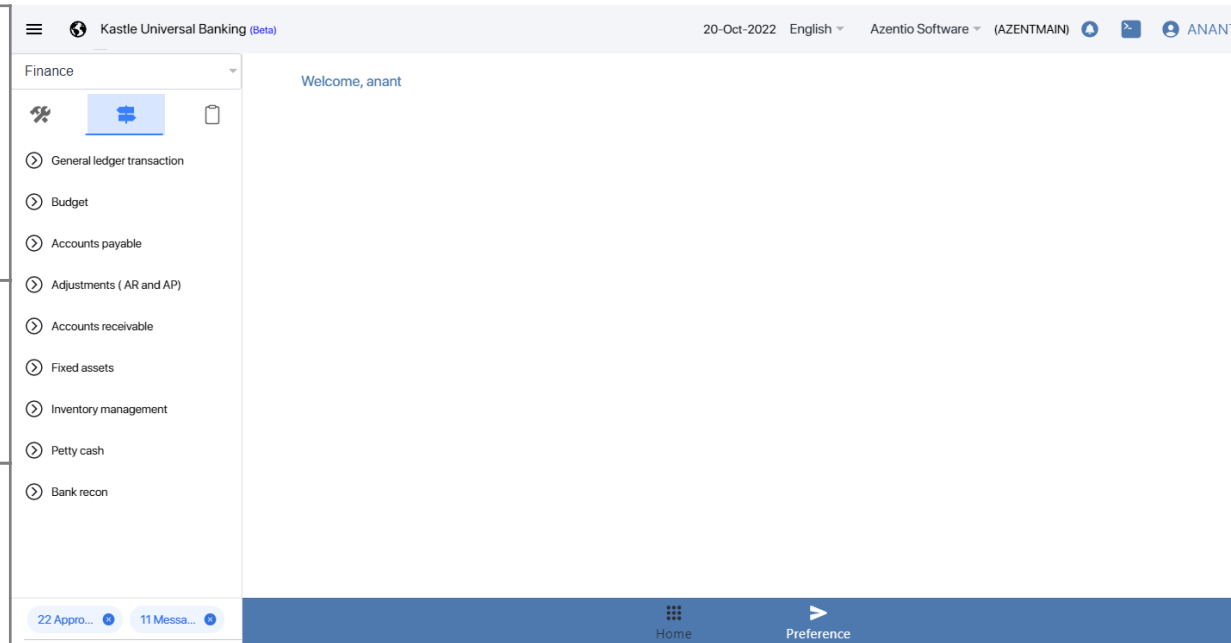 Kastle Universal Banking (Beta)
20-Oct-2022 English Azentio Software (AZENTMAIN) ANANT
Finance
Welcome, anant
General ledger transaction
Budget
Accounts payable
Adjustments ( AR and AP)
Accounts receivable
Fixed assets
Inventory management
Petty cash
Bank recon
22 Appro... 11 Messa...
Home Preference